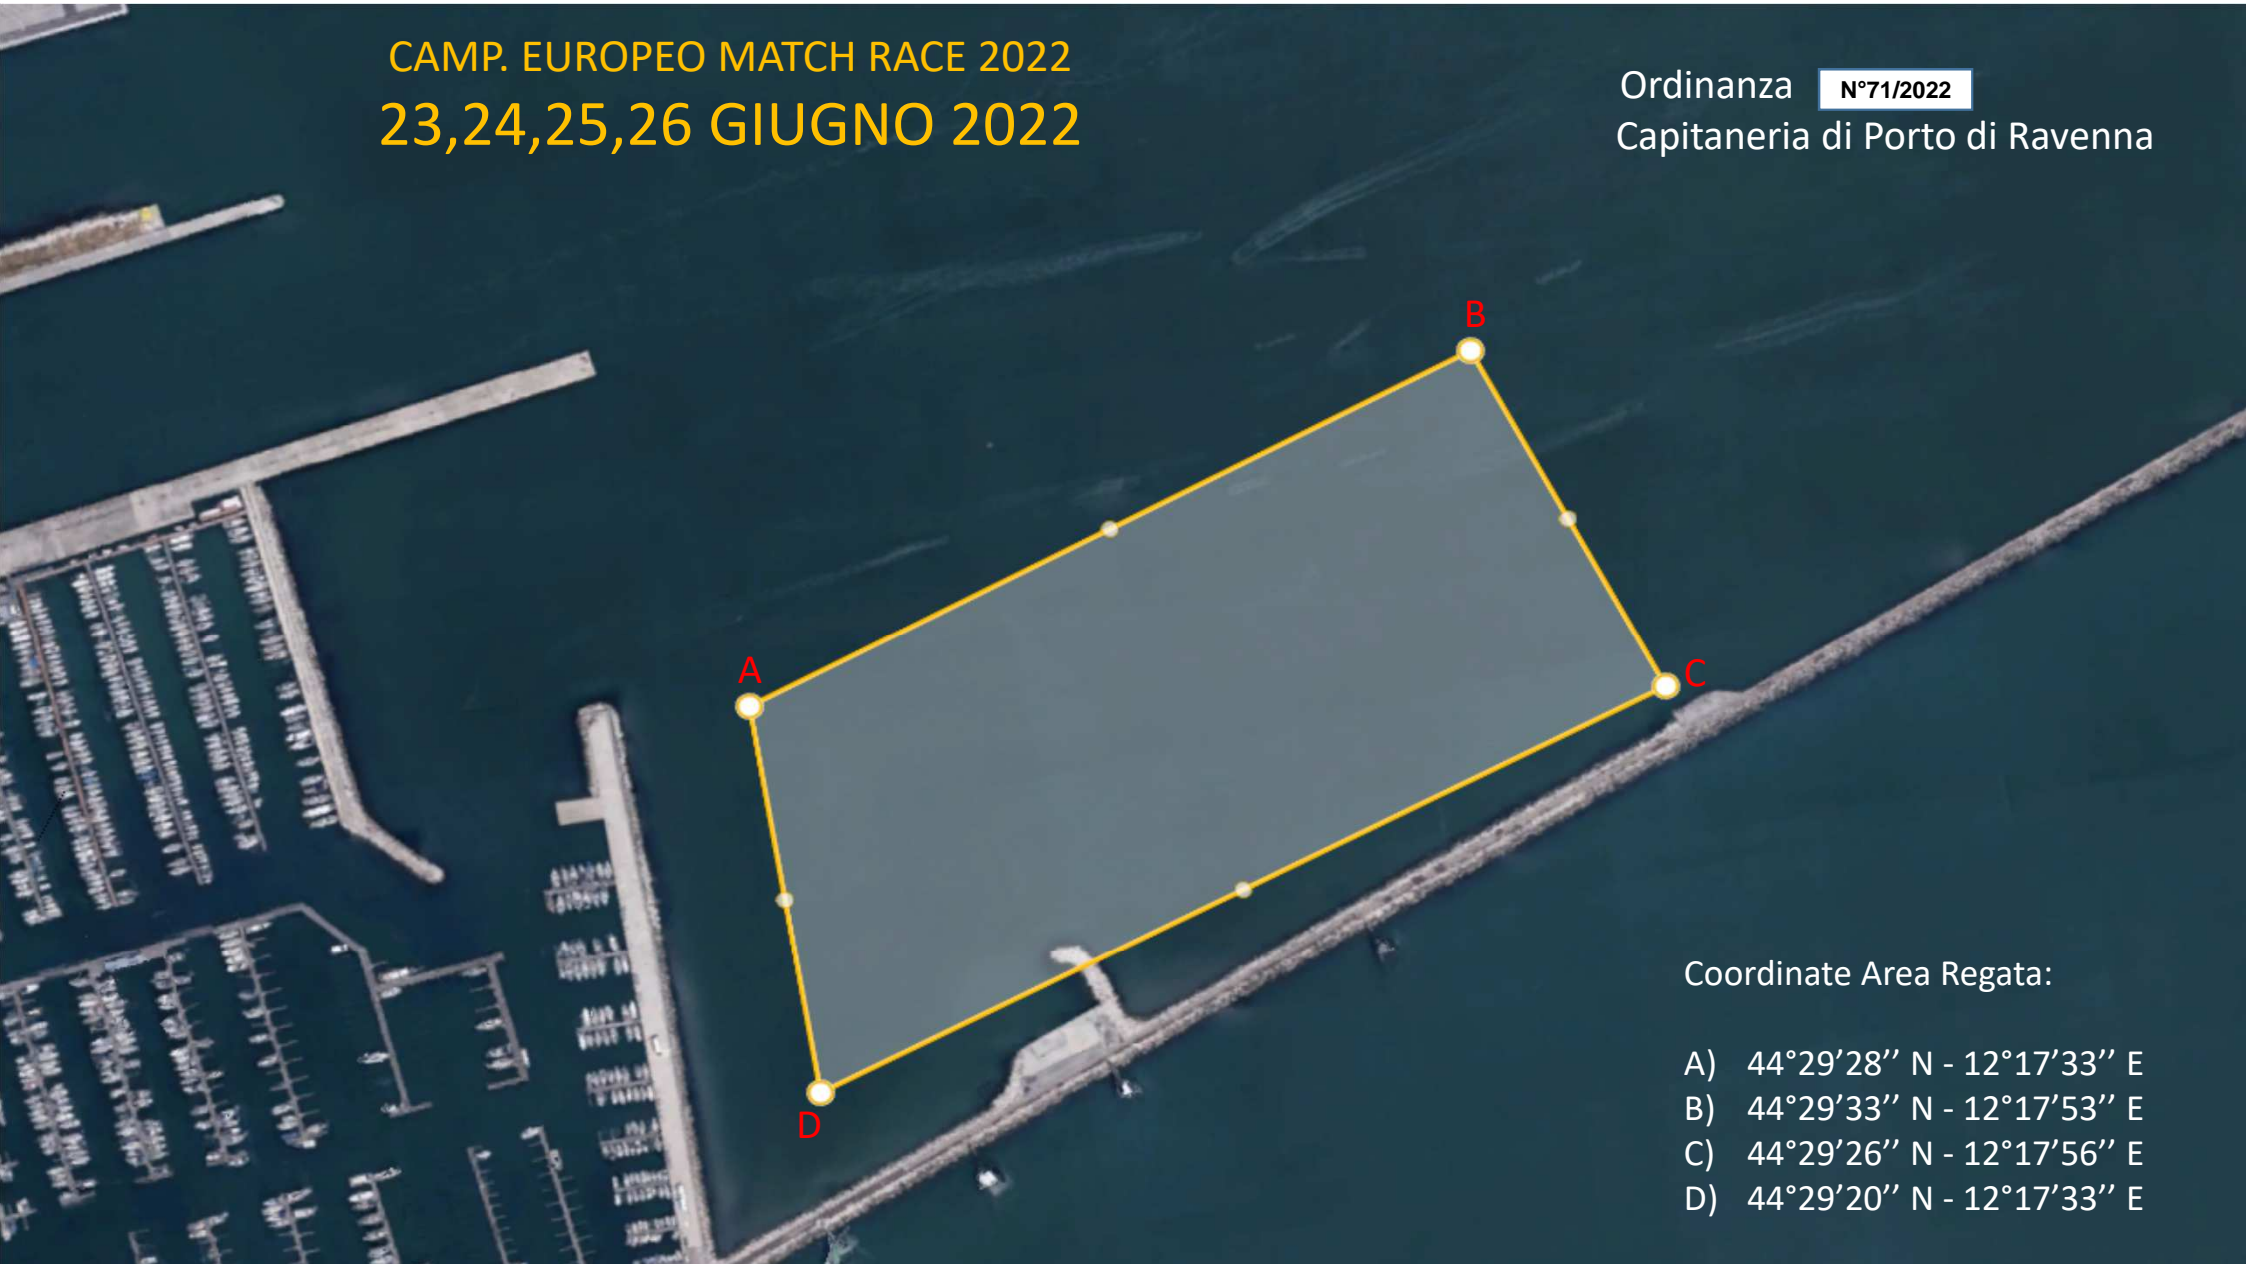 CAMP. EUROPEO MATCH RACE 2022
23,24,25,26 GIUGNO 2022
Ordinanza N°71/2022
Capitaneria di Porto di Ravenna
B
A
C
D
Coordinate Area Regata:
A) 44°29’28’’ N - 12°17’33’’ E
B) 44°29’33’’ N - 12°17’53’’ E
C) 44°29’26’’ N - 12°17’56’’ E
D) 44°29’20’’ N - 12°17’33’’ E